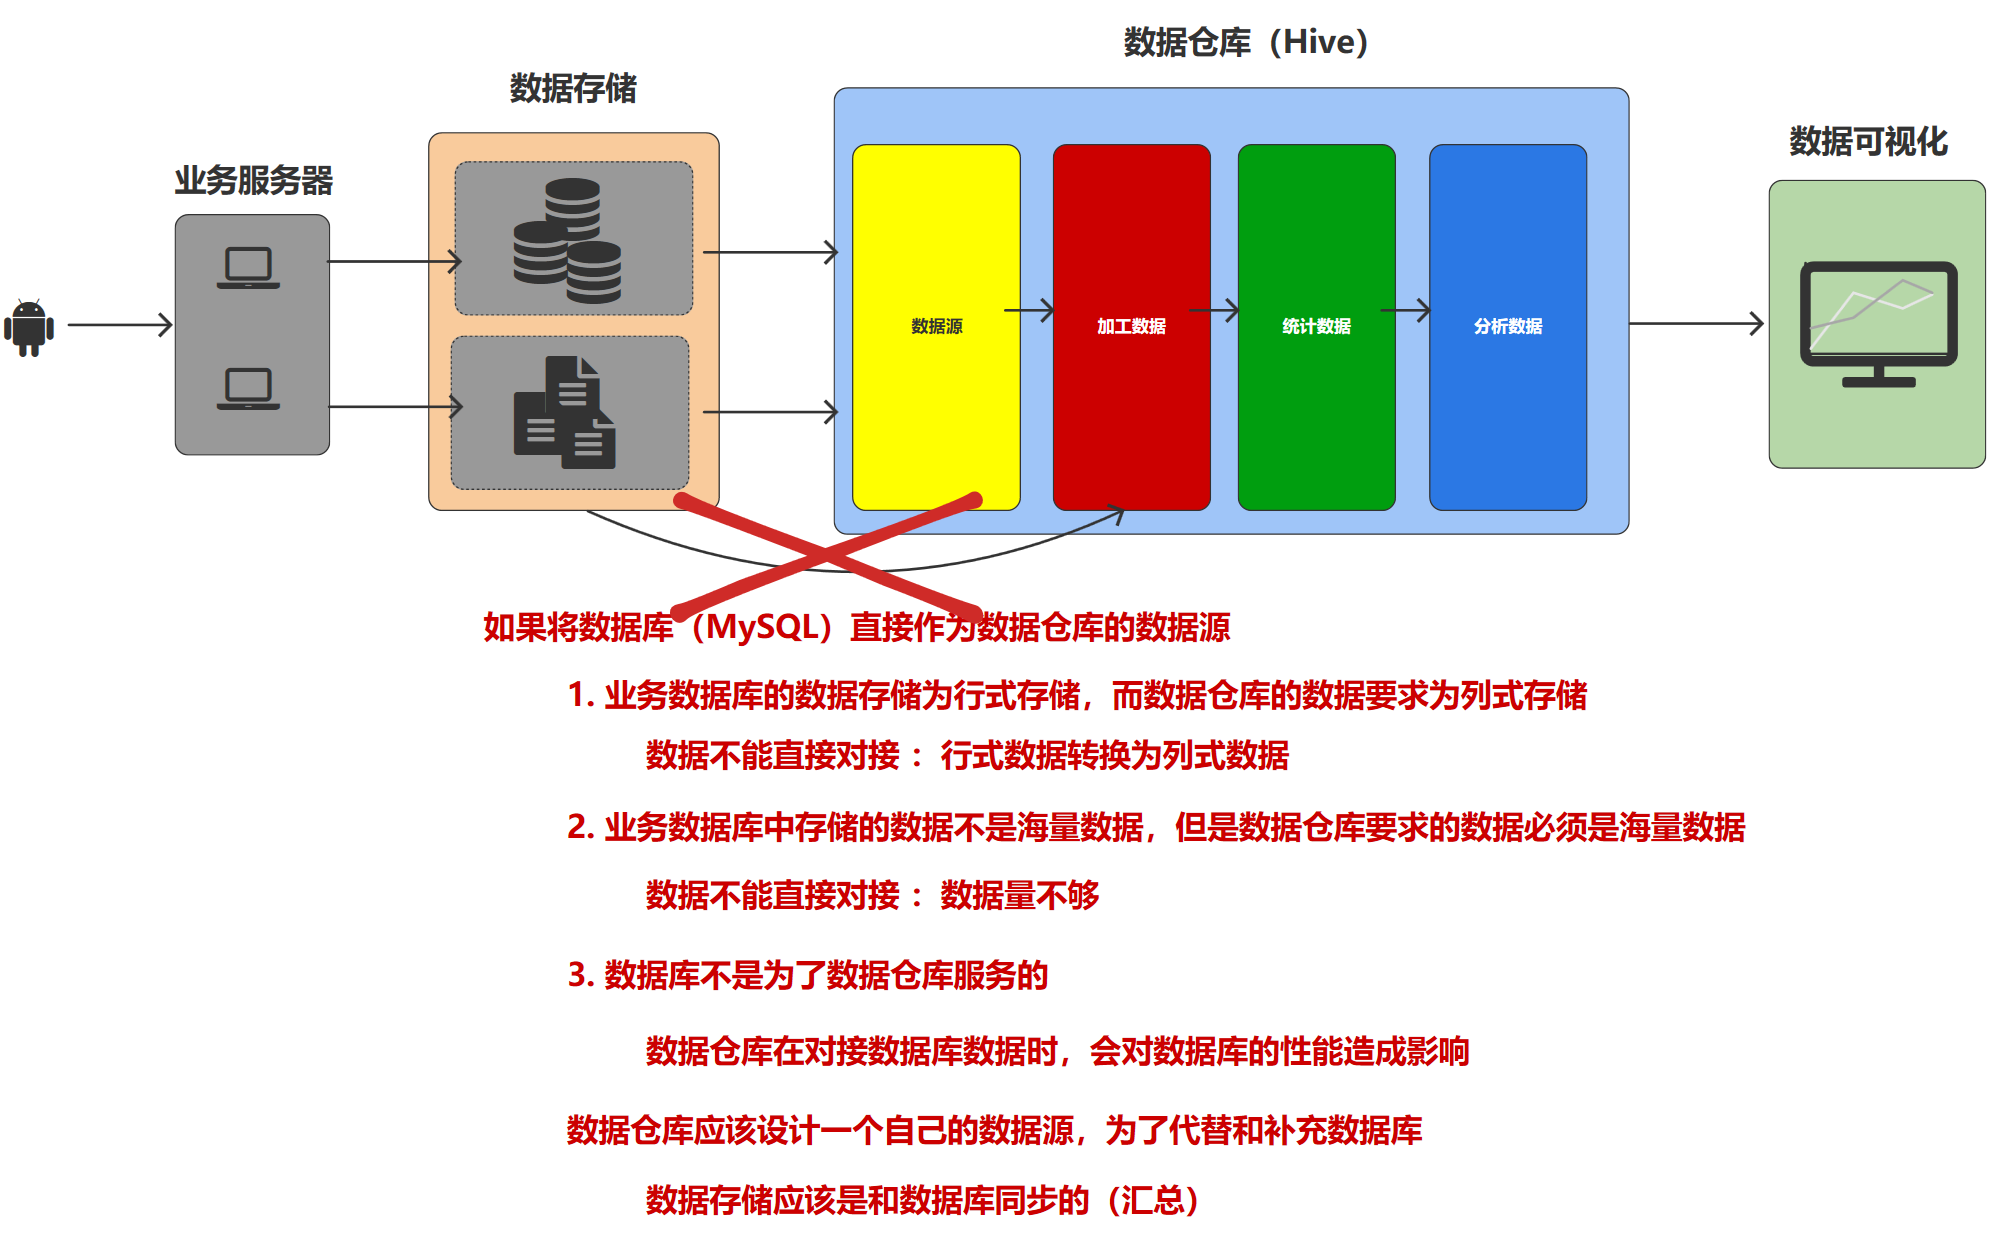 数据仓库（Hive）
数据存储
数据可视化
业务服务器
数据源
加工数据
统计数据
分析数据
如果将数据库（MySQL）直接作为数据仓库的数据源
1. 业务数据库的数据存储为行式存储，而数据仓库的数据要求为列式存储
数据不能直接对接 ：行式数据转换为列式数据
2. 业务数据库中存储的数据不是海量数据，但是数据仓库要求的数据必须是海量数据
数据不能直接对接 ：数据量不够
3. 数据库不是为了数据仓库服务的
数据仓库在对接数据库数据时，会对数据库的性能造成影响
数据仓库应该设计一个自己的数据源，为了代替和补充数据库
数据存储应该是和数据库同步的（汇总）